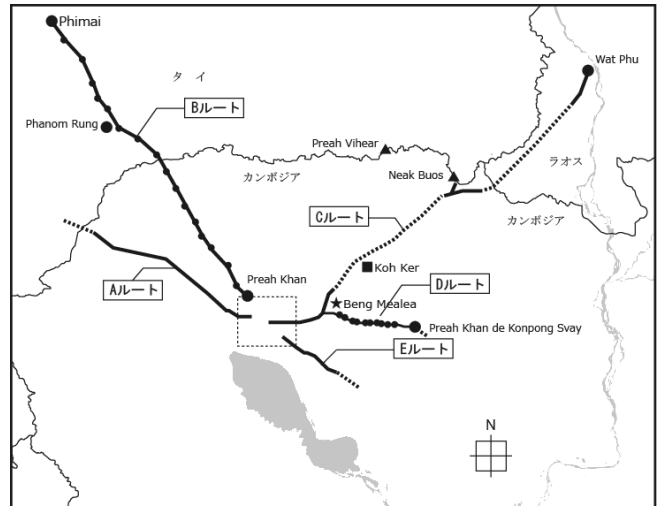 Phimai
Wat Phu
タイ
Bルート
Phanom Rung
Preah Vihear
ラオス
カンボジア
Neak Buos
カンボジア
Cルート
Koh Ker
Preah Khan
Dルート
Aルート
Beng Mealea
Preah Khan de Konpong Svay
Eルート
N